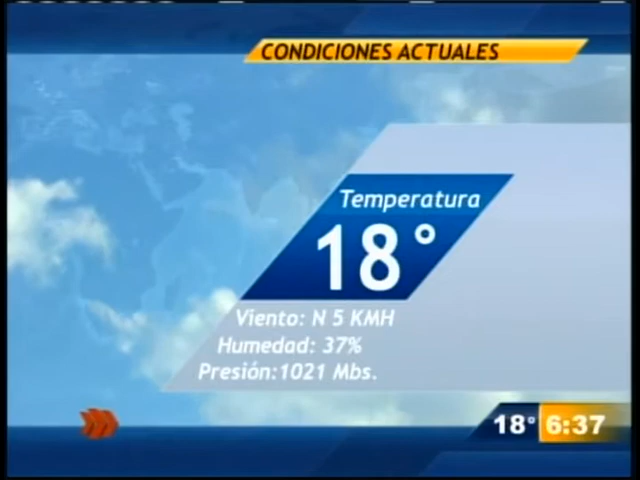 CONDICIONES ACTUALES
Temperatura
18°
Viento: N 5 KMH
Humedad: 37%
Presión:1021 Mbs.
18° 6:37